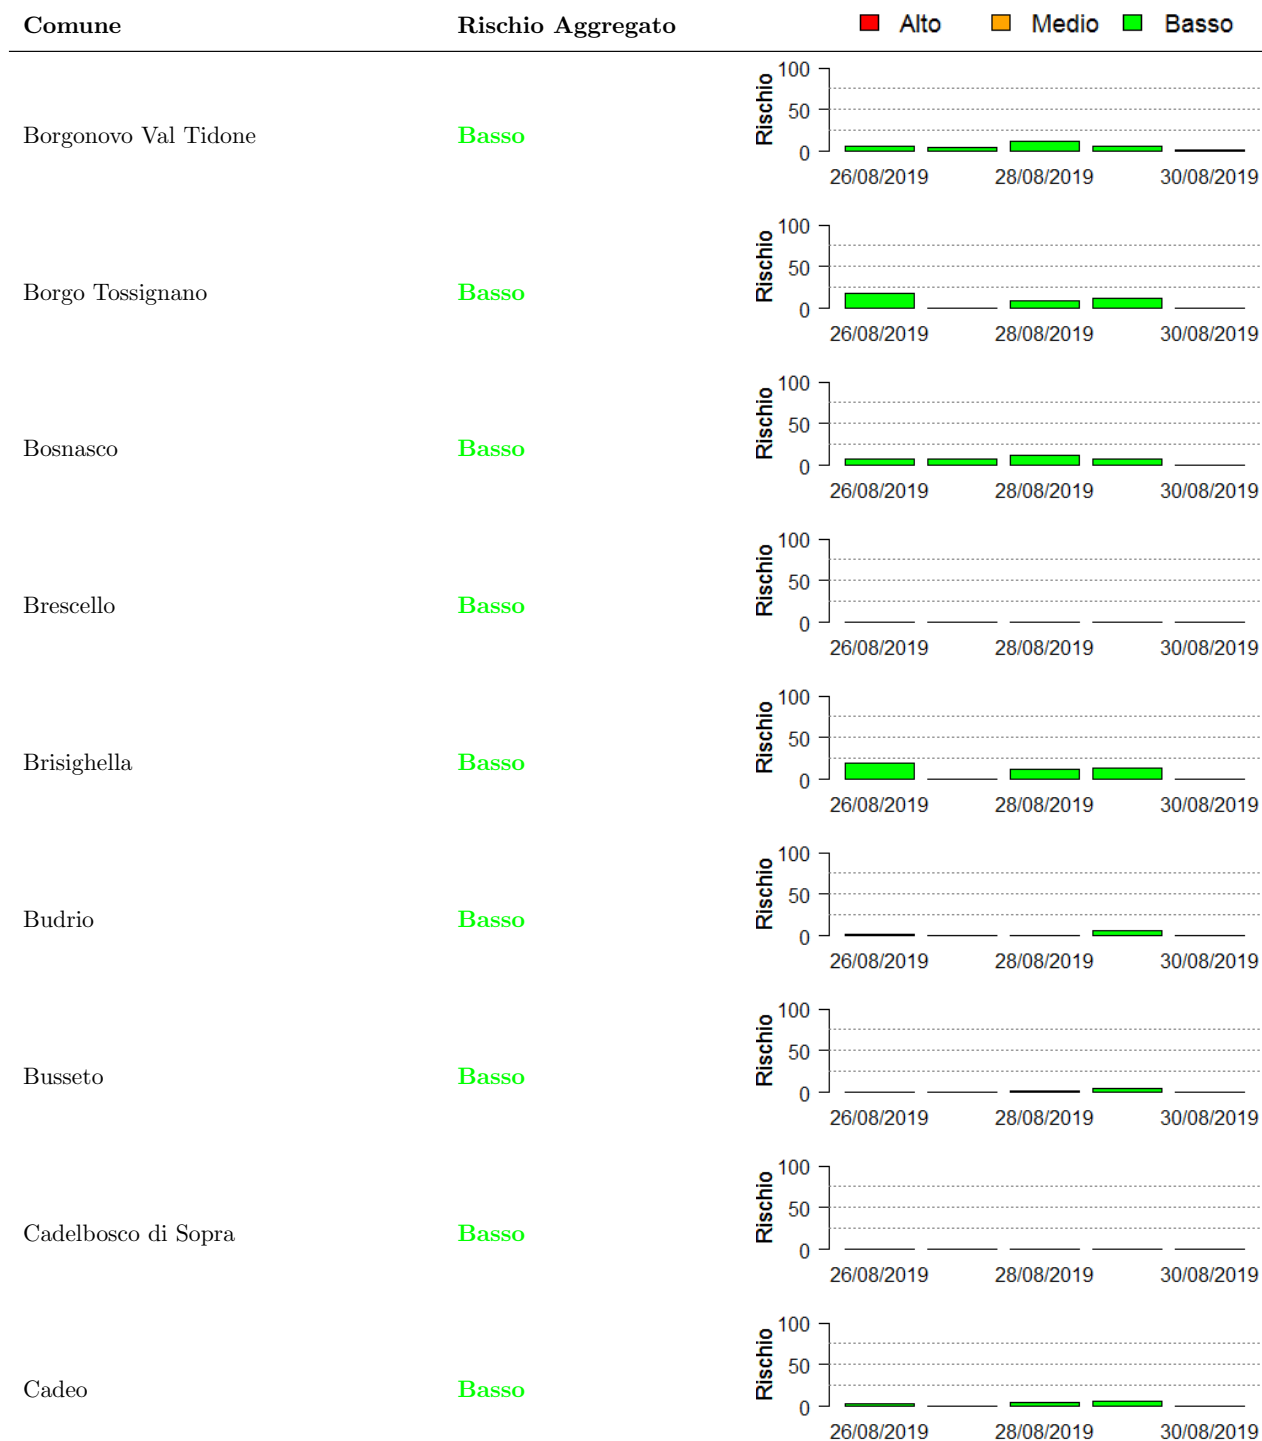 Comune Rischio Aggregato Alto Medio Basso
Borgonovo Val Tidone Basso
Rischio
100
50
0
26/08/2019 28/08/2019 30/08/2019
Borgo Tossignano Basso
Rischio
100
50
0
26/08/2019 28/08/2019 30/08/2019
Bosnasco Basso
Rischio
100
50
0
26/08/2019 28/08/2019 30/08/2019
Brescello Basso
Rischio
100
50
0
26/08/2019 28/08/2019 30/08/2019
Brisighella Basso
Rischio
100
50
0
26/08/2019 28/08/2019 30/08/2019
Budrio Basso
Rischio
100
50
0
26/08/2019 28/08/2019 30/08/2019
Busseto Basso
Rischio
100
50
0
26/08/2019 28/08/2019 30/08/2019
Cadelbosco di Sopra Basso
Rischio
100
50
0
26/08/2019 28/08/2019 30/08/2019
Cadeo Basso
Rischio
100
50
0
26/08/2019 28/08/2019 30/08/2019